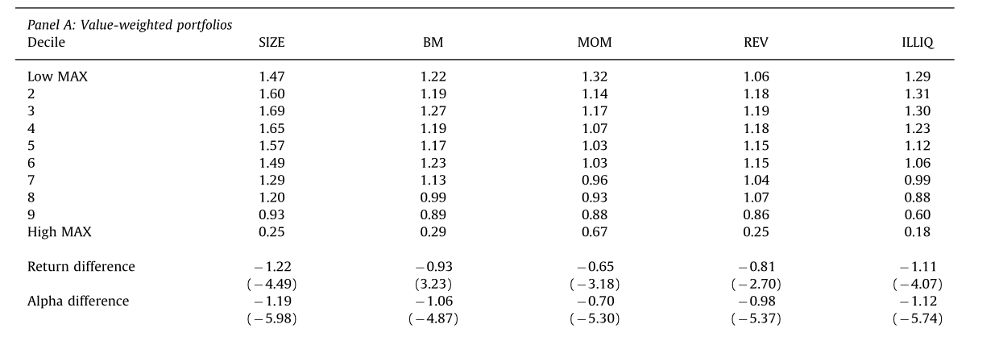 Panel A: Value-weighted portfolios
Decile SIZE BM MOM REV ILLIQ
Low MAX 1.47 1.22 1.32 1.06 1.29
2 1.60 1.19 1.14 1.18 1.31
3 1.69 1.27 1.17 1.19 1.30
4 1.65 1.19 1.07 1.18 1.23
5 1.57 1.17 1.03 1.15 1.12
6 1.49 1.23 1.03 1.15 1.06
7 1.29 1.13 0.96 1.04 0.99
8 1.20 0.99 0.93 1.07 0.88
9 0.93 0.89 0.88 0.86 0.60
High MAX 0.25 0.29 0.67 0.25 0.18
Return difference −1.22 −0.93 −0.65 −0.81 −1.11
(−4.49) (3.23) (−3.18) (−2.70) (−4.07)
Alpha difference −1.19 −1.06 −0.70 −0.98 −1.12
(−5.98) (−4.87) (−5.30) (−5.37) (−5.74)